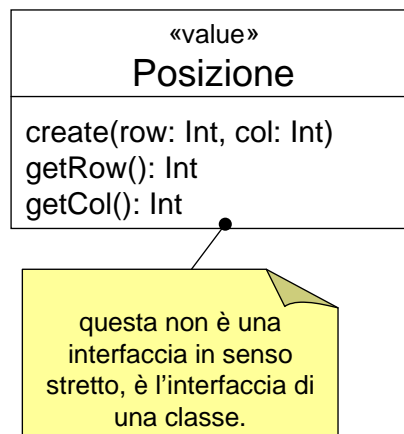 «value»
Posizione
create(row: Int, col: Int)
getRow(): Int
getCol(): Int
questa non è una
interfaccia in senso
stretto, è l’interfaccia di
una classe.